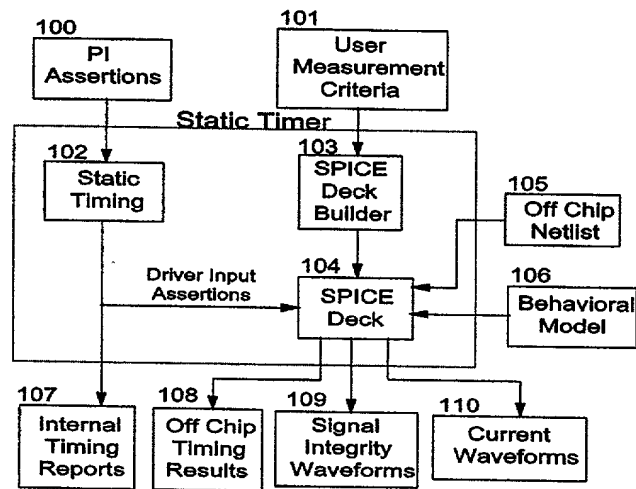 100
PI
Assertions
101
User
Measurement
Criteria
Static Timer
102
Static
Timing
103
SPICE
Deck
Builder
105
Off Chip
Netlist
Driver Input
Assertions
104
SPICE
Deck
106
Behavioral
Model
107
Internal
Timing
Reports
108
Off Chip
Timing
Results
109
Signal
Integrity
Waveforms
110
Current
Waveforms